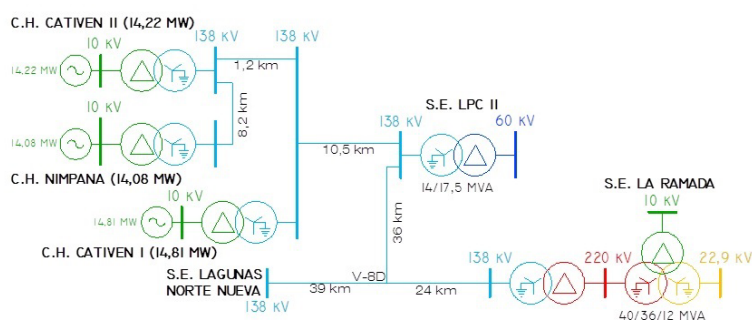 C.H. CATIVEN II (14,22 MW)
10 kV
138 kV
138 kV
14,22 MW
1,2 km
10 kV
8,2 km
14,08 MW
C.H. NIMPANA (14,08 MW)
10 kV
14,81 MW
C.H. CATIVEN I (14,81 MW)
10,5 km
138 kV
S.E. LPC II
60 kV
14/17,5 MVA
36 km
S.E. LA RAMADA
10 kV
S.E. LAGUNAS
NORTE NUEVA
138 kV
39 km
V-8D
24 km
138 kV
220 kV
22,9 kV
40/36/12 MVA